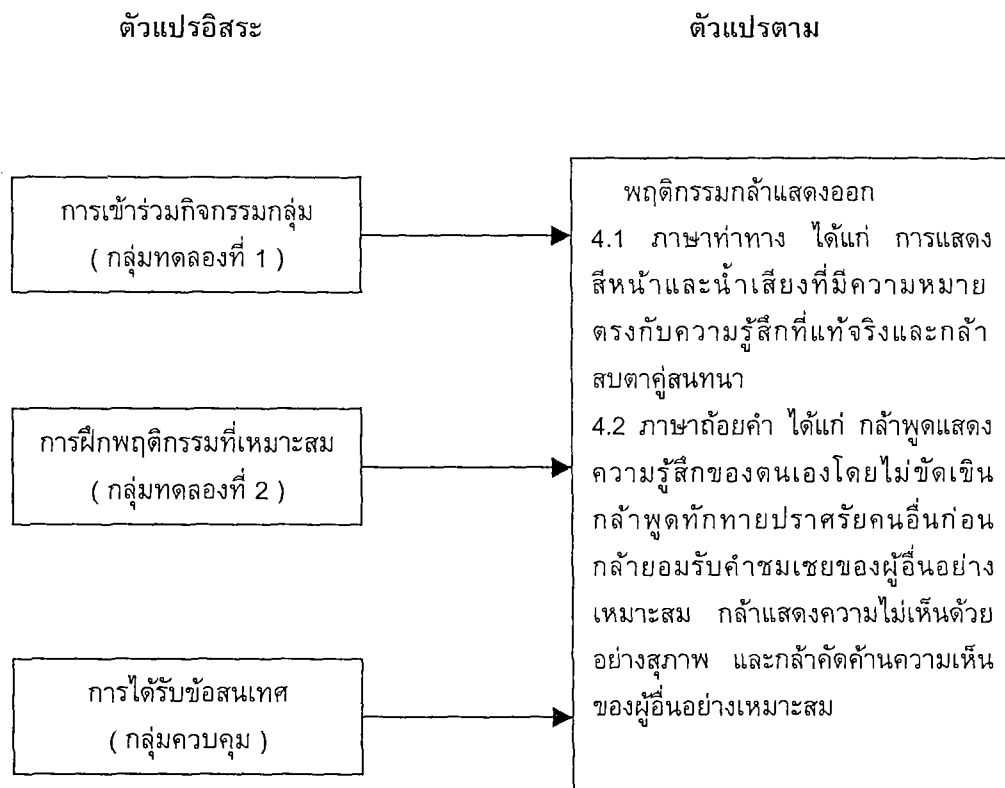 ตัวแปรอิสระ
ตัวแปรตาม
การเข้าร่วมกิจกรรมกลุ่ม
( กลุ่มทดลองที่ 1 )
การฝึกพฤติกรรมที่เหมาะสม
( กลุ่มทดลองที่ 2 )
การได้รับข้อสนเทศ
( กลุ่มควบคุม )
พฤติกรรมกล้าแสดงออก
4.1 ภาษาท่าทาง ได้แก่ การแสดง
สีหน้าและน้ำเสียงที่มีความหมาย
ตรงกับความรู้สึกที่แท้จริงและกล้า
สบตาคู่สนทนา
4.2 ภาษาถ้อยคำ ได้แก่ กล้าพูดแสดง
ความรู้สึกของตนเองโดยไม่ขัดเขิน
กล้าพูดทักทายปราศรัยคนอื่นก่อน
กล้ายอมรับคำชมเชยของผู้อื่นอย่าง
เหมาะสม กล้าแสดงความไม่เห็นด้วย
อย่างสุภาพ และกล้าคัดค้านความเห็น
ของผู้อื่นอย่างเหมาะสม